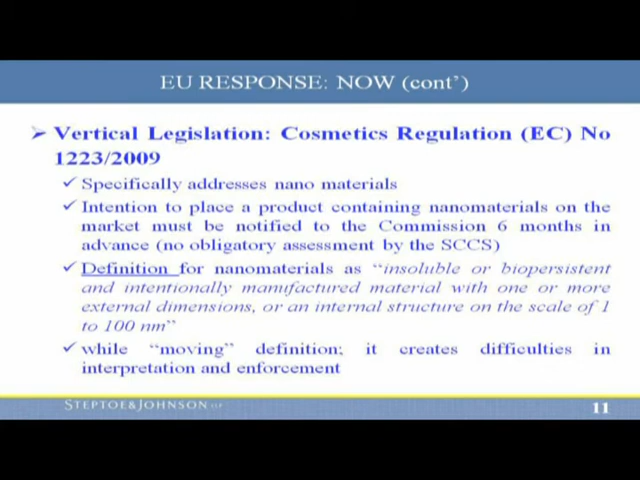 EU RESPONSE: NOW (cont')
Vertical Legislation: Cosmetics Regulation (EC) No
1223/2009
Specifically addresses nano materials
Intention to place a product containing nanomaterials on the
market must be notified to the Commission 6 months in
advance (no obligatory assessment by the SCCS)
Definition for nanomaterials as "insoluble or biopersistent
and intentionally manufactured material with one or more
external dimensions, or an internal structure on the scale of 1
to 100 nm"
while "moving" definition; it creates difficulties in
interpretation and enforcement
STEPTOE&JOHNSON LLP
11